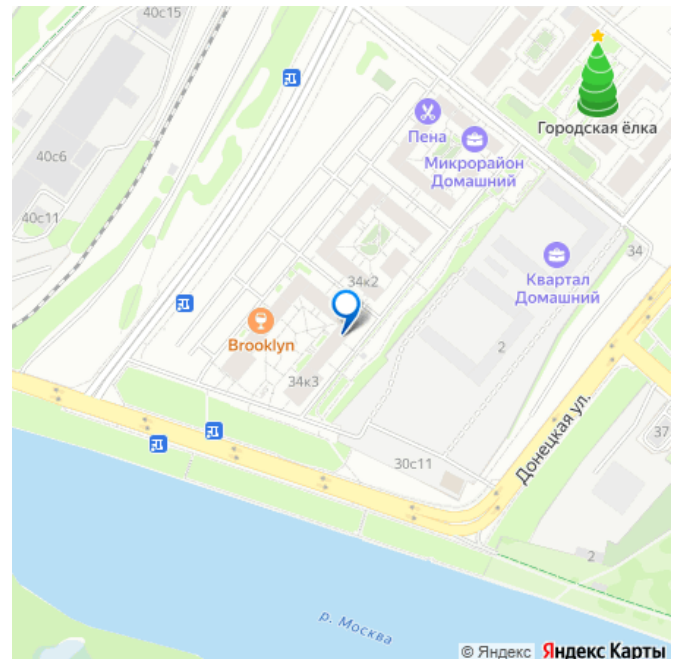 40с15
Городская ёлка
Пена
Микрорайон
Домашний
40с6
40с11
34
34к2
Квартал
Домашний
Brooklyn
2
34к3
Донецкая ул.
37
30с11
2
р. Москва
© Яндекс Яндекс Карты